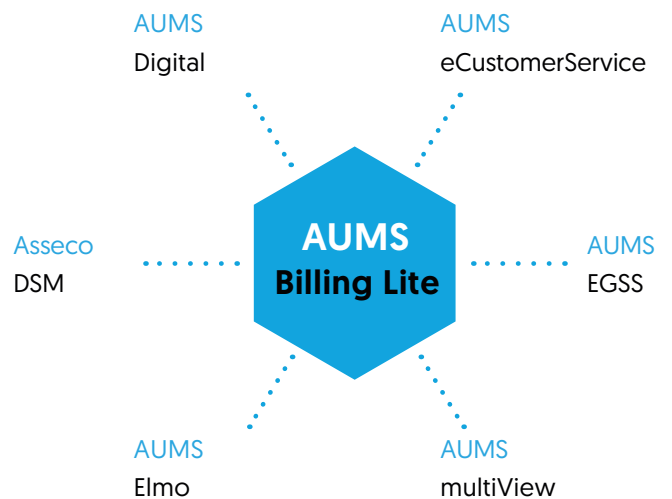 AUMS
Digital
AUMS
eCustomerService
Asseco
DSM
AUMS
Billing Lite
AUMS
EGSS
AUMS
Elmo
AUMS
multiView